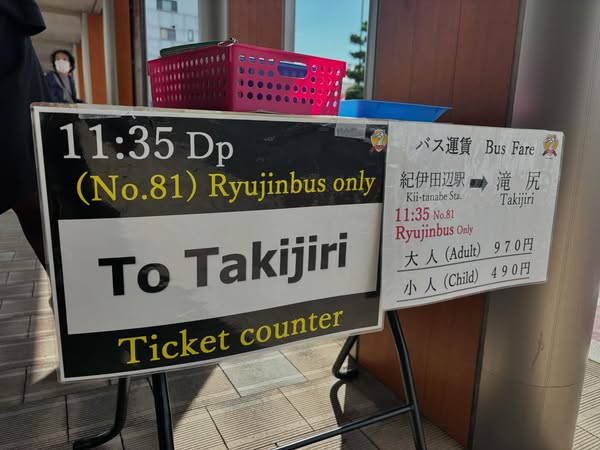 11:35 Dp
(No.81) Ryujinbus only
To Takijiri
Ticket counter
バス運賃 Bus Fare
紀伊田辺駅 ➡ 滝尻
Kii-tanabe Sta. Takijiri
11:35 No.81
Ryujinbus Only
大人 (Adult) 970円
小人 (Child) 490円